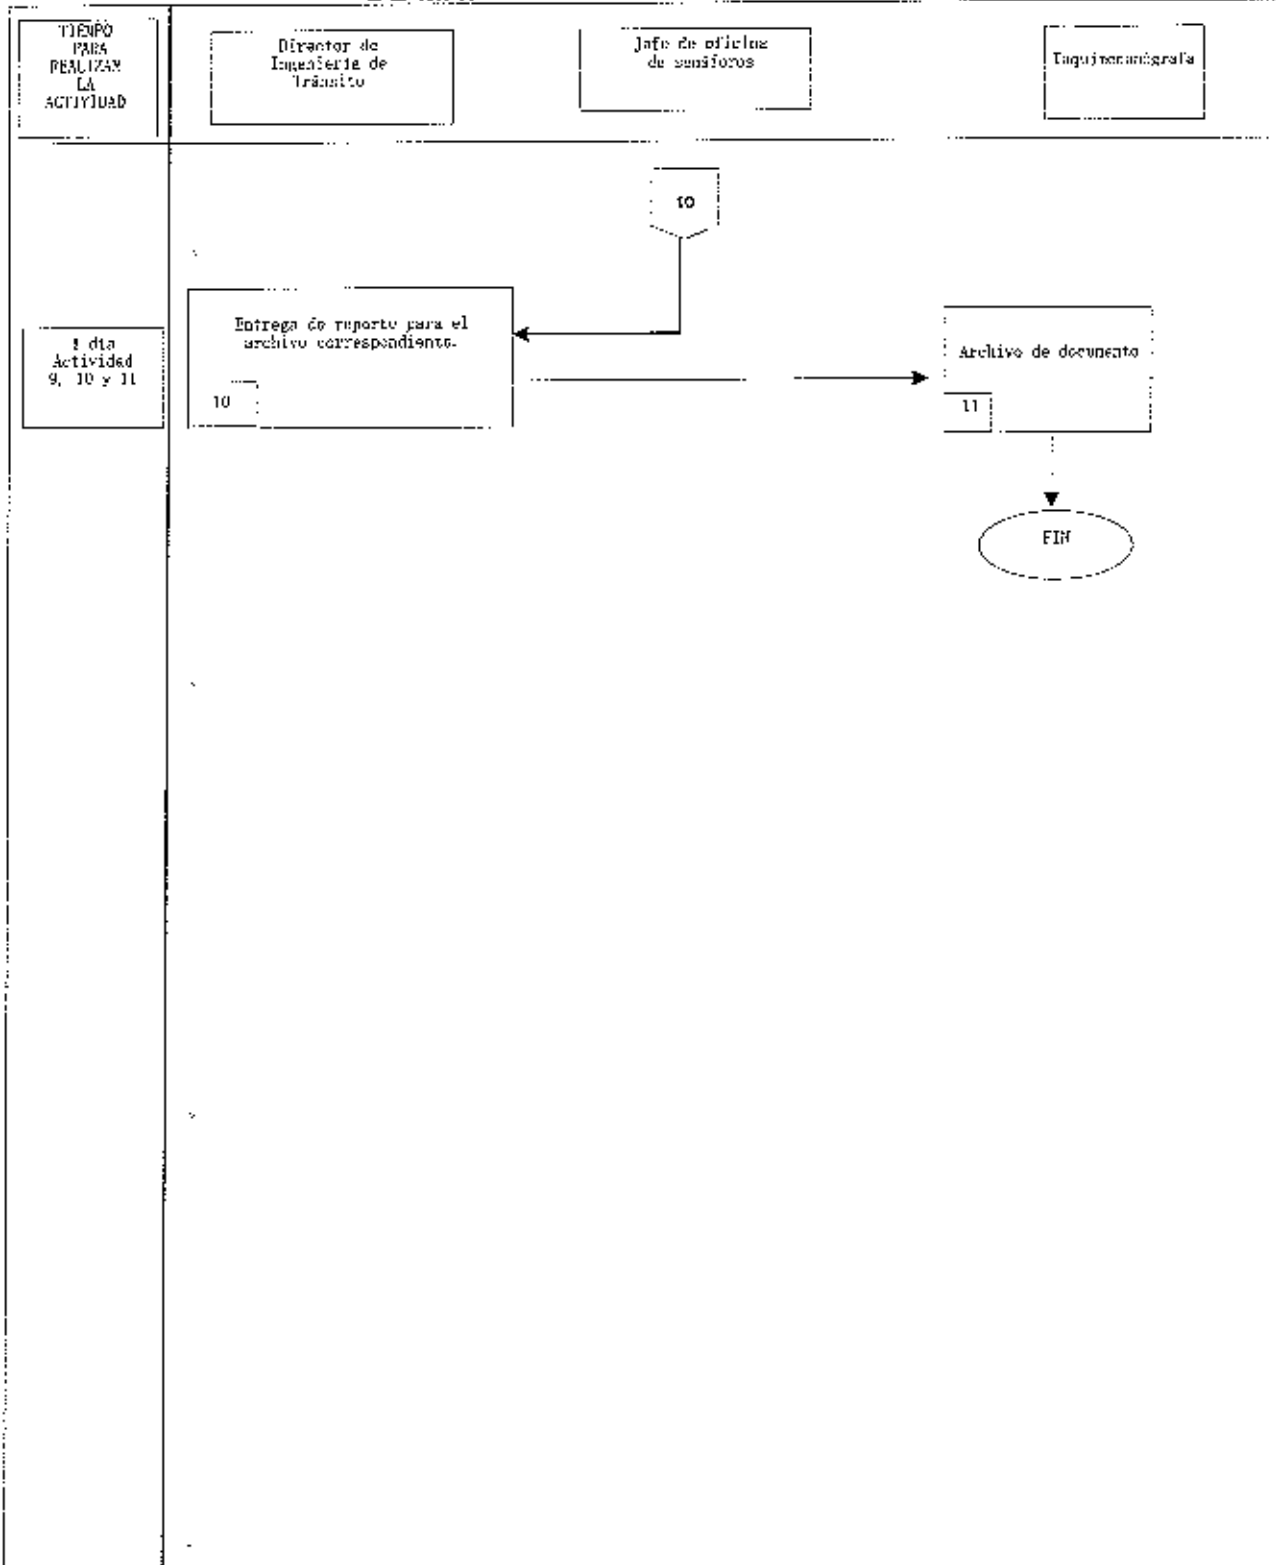 TIEMPO
PARA
REALIZAR
LA
ACTIVIDAD
Director de
Ingeniería de
Tránsito
Jefe de oficina
de semáforos
Taquimecanógrafa
10
Entrega de reporte para el
archivo correspondiente.
10
día
Actividad
9, 10 y 11
Archivo de documento
11
FIN